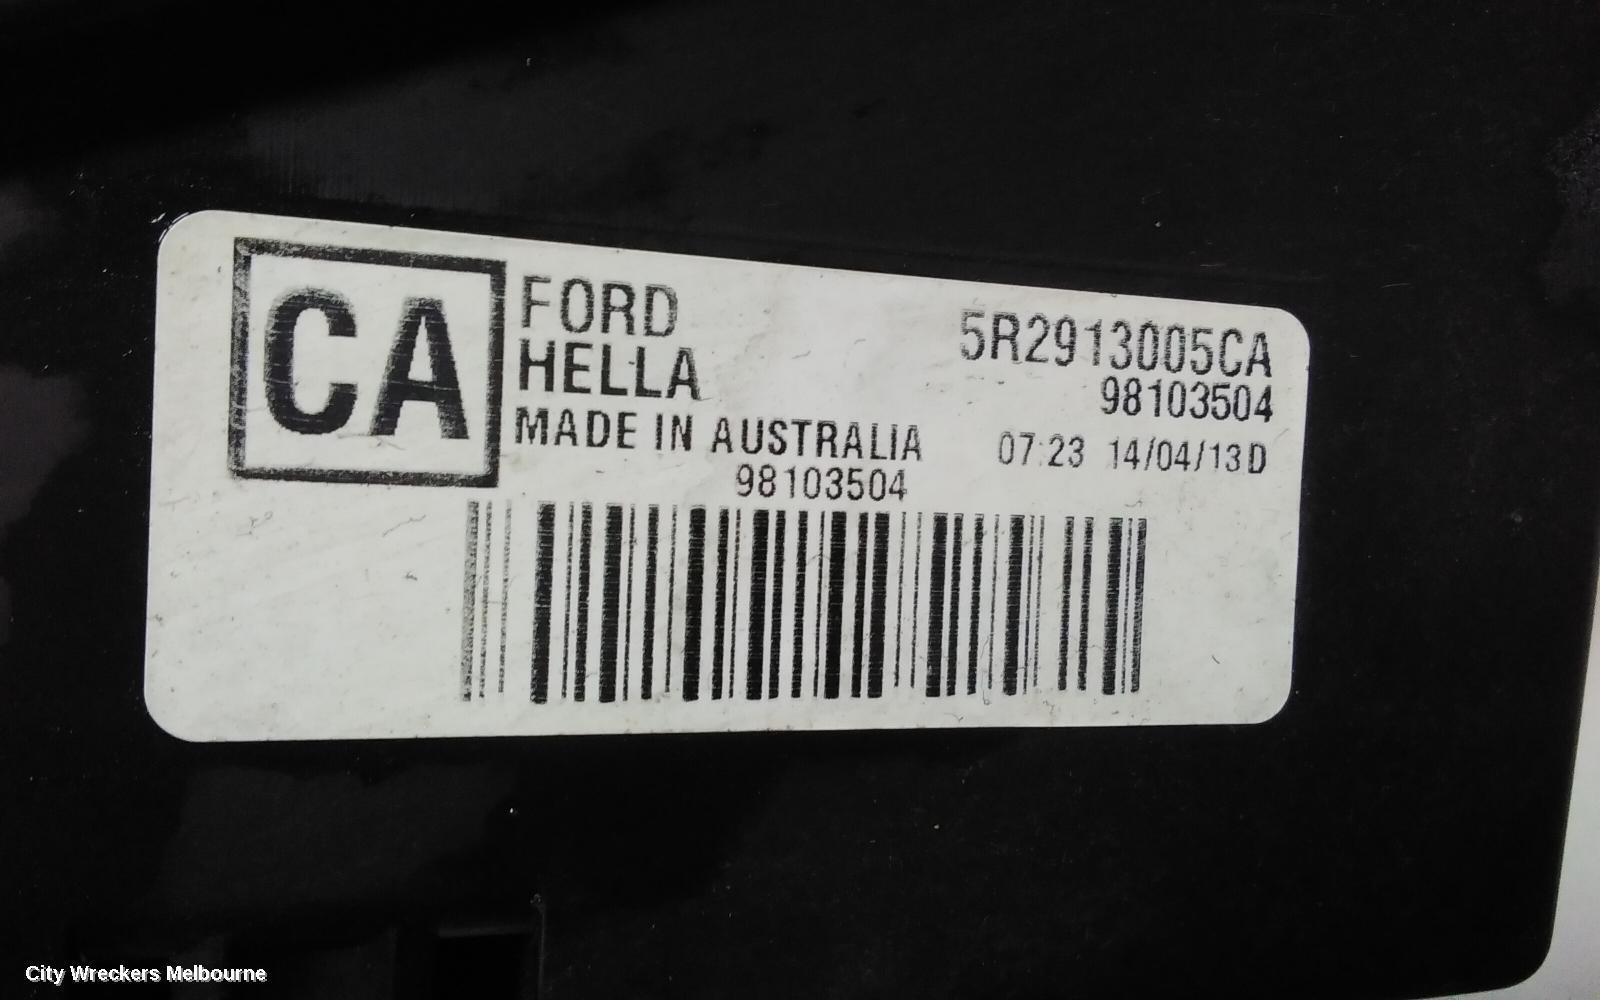 CA
FORD
HELLA
MADE IN AUSTRALIA
98103504
5R2913005CA
98103504
07:23 14/04/13D
City Wreckers Melbourne